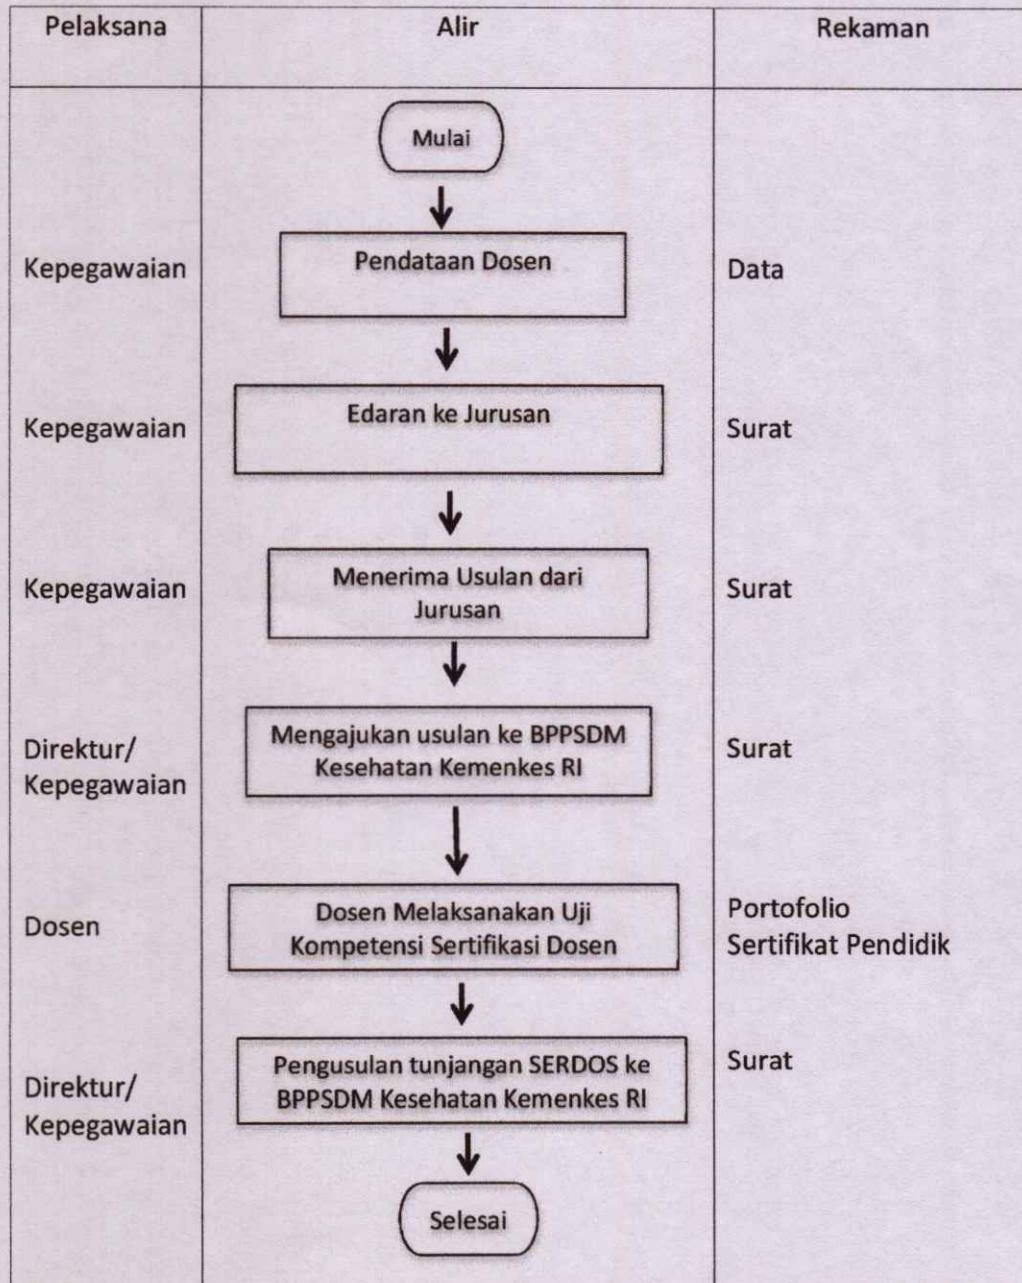 Pelaksana Alir Rekaman
Mulai
Kepegawaian Pendataan Dosen Data
Kepegawaian Edaran ke Jurusan Surat
Kepegawaian Menerima Usulan dari
Jurusan Surat
Direktur/
Kepegawaian Mengajukan usulan ke BPPSDM
Kesehatan Kemenkes RI Surat
Dosen Dosen Melaksanakan Uji
Kompetensi Sertifikasi Dosen Portofolio
Sertifikat Pendidik
Direktur/
Kepegawaian Pengusulan tunjangan SERDOS ke
BPPSDM Kesehatan Kemenkes RI Surat
Selesai